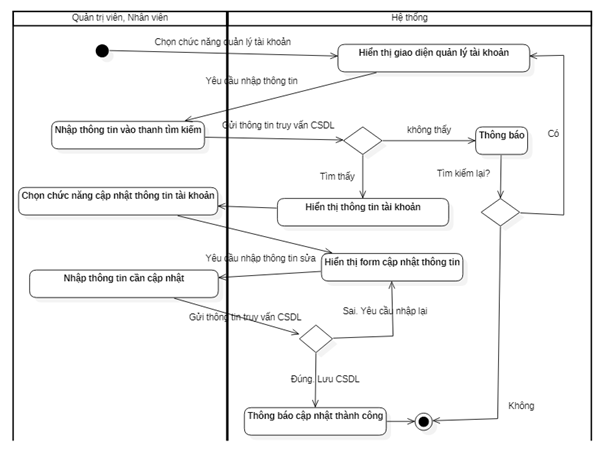 Quản trị viên, Nhân viên
Hệ thống
Chọn chức năng quản lý tài khoản
Hiển thị giao diện quản lý tài khoản
Yêu cầu nhập thông tin
Nhập thông tin vào thanh tìm kiếm
Gửi thông tin truy vấn CSDL
không thấy
Thông báo
Có
Tìm thấy
Tìm kiếm lại?
Chọn chức năng cập nhật thông tin tài khoản
Hiển thị thông tin tài khoản
Yêu cầu nhập thông tin sửa
Hiển thị form cập nhật thông tin
Nhập thông tin cần cập nhật
Gửi thông tin truy vấn CSDL
Sai. Yêu cầu nhập lại
Đúng. Lưu CSDL
Không
Thông báo cập nhật thành công